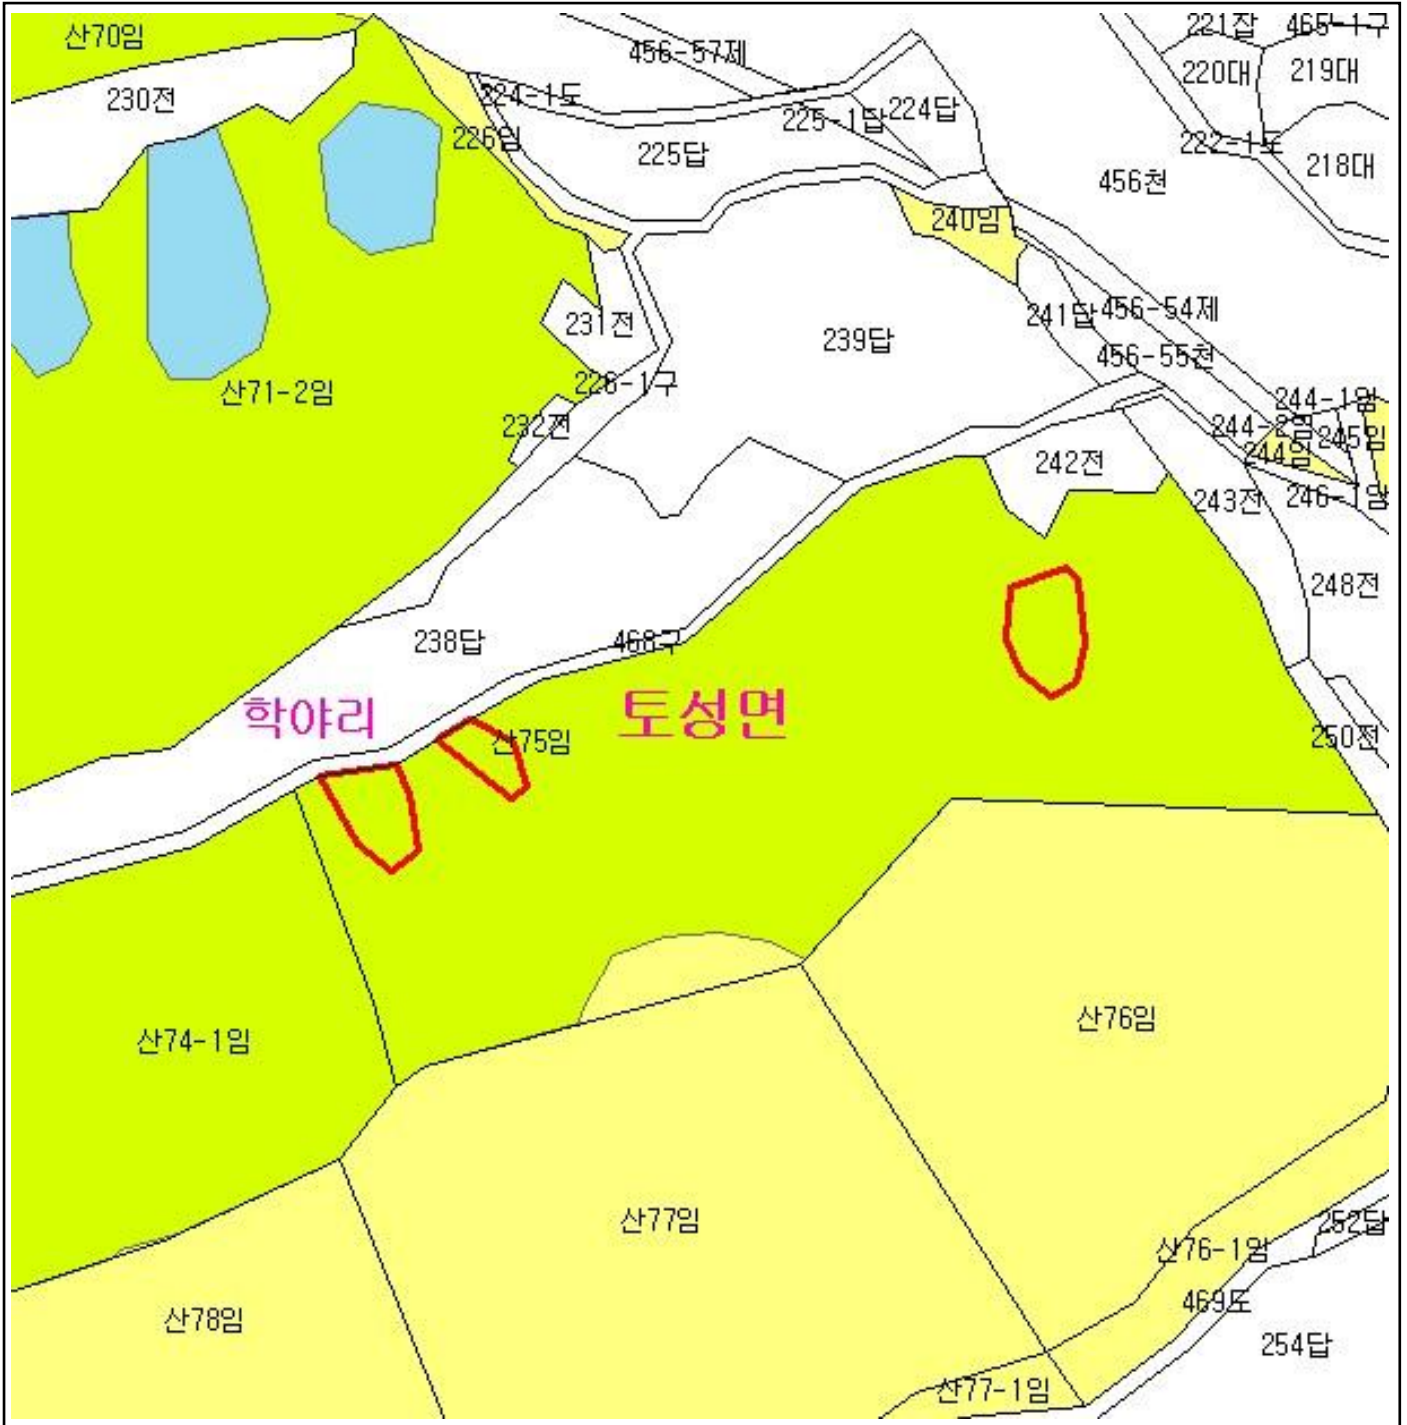 산70임
456-57제
221잡
465-1구
220대
219대
230전
224-1도
225-1답
224답
226임
225답
222-1도
218대
456천
240임
231전
239답
241답
456-54제
456-55천
산71-2임
226-1구
232전
244-1임
244-2임
245임
244임
242전
243전
246-1임
248전
238답
468구
학야리
토성면
산75임
250전
산74-1임
산76임
산77임
252답
산76-1임
469도
산78임
254답
산77-1임